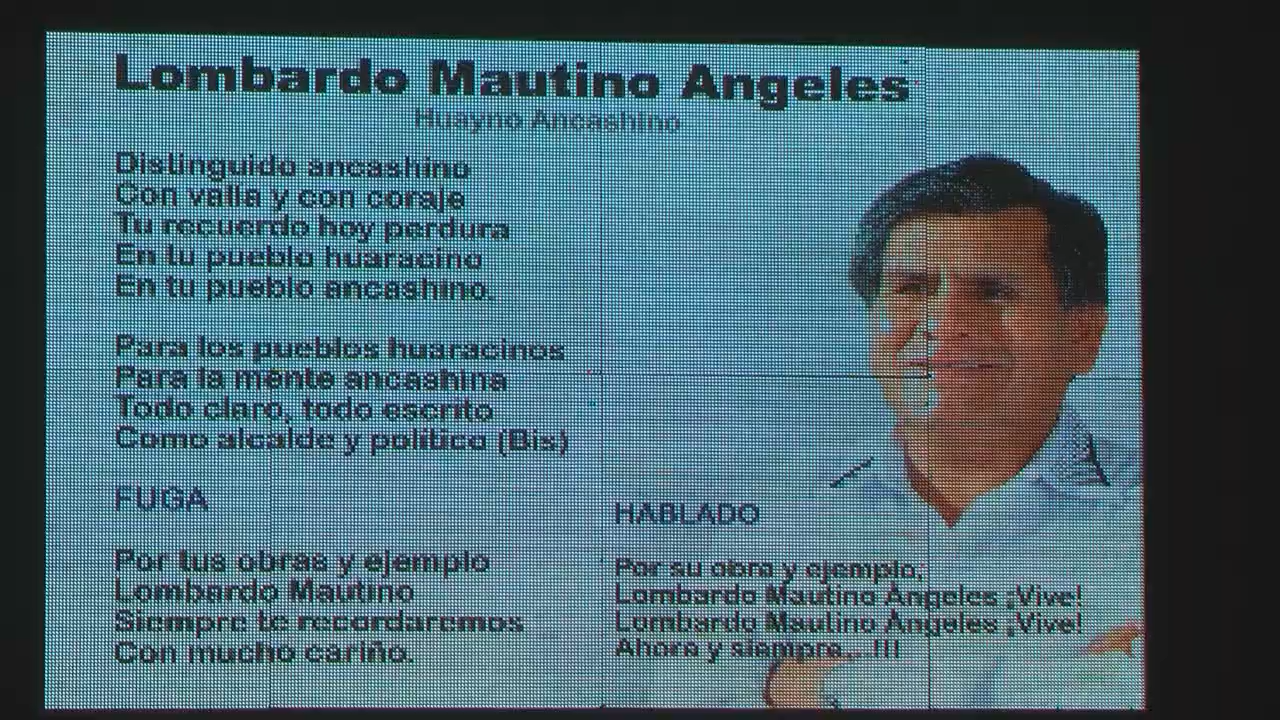 Lombardo Mautino Angeles
Huayno Ancashino
Distinguido ancashino
Con valla y con coraje
Tu recuerdo hoy perdura
En tu pueblo huaracino
En tu pueblo ancashino.
Para los pueblos huaracinos
Para la mente ancashina
Todo claro, todo escrito
Como alcalde y político (Bis)
FUGA
Por tus obras y ejemplo
Lombardo Mautino
Siempre te recordaremos
Con mucho cariño.
HABLADO
Por su obra y ejemplo;
Lombardo Mautino Angeles ¡Vive!
Lombardo Mautino Angeles ¡Vive!
Ahora y siempre...!!!